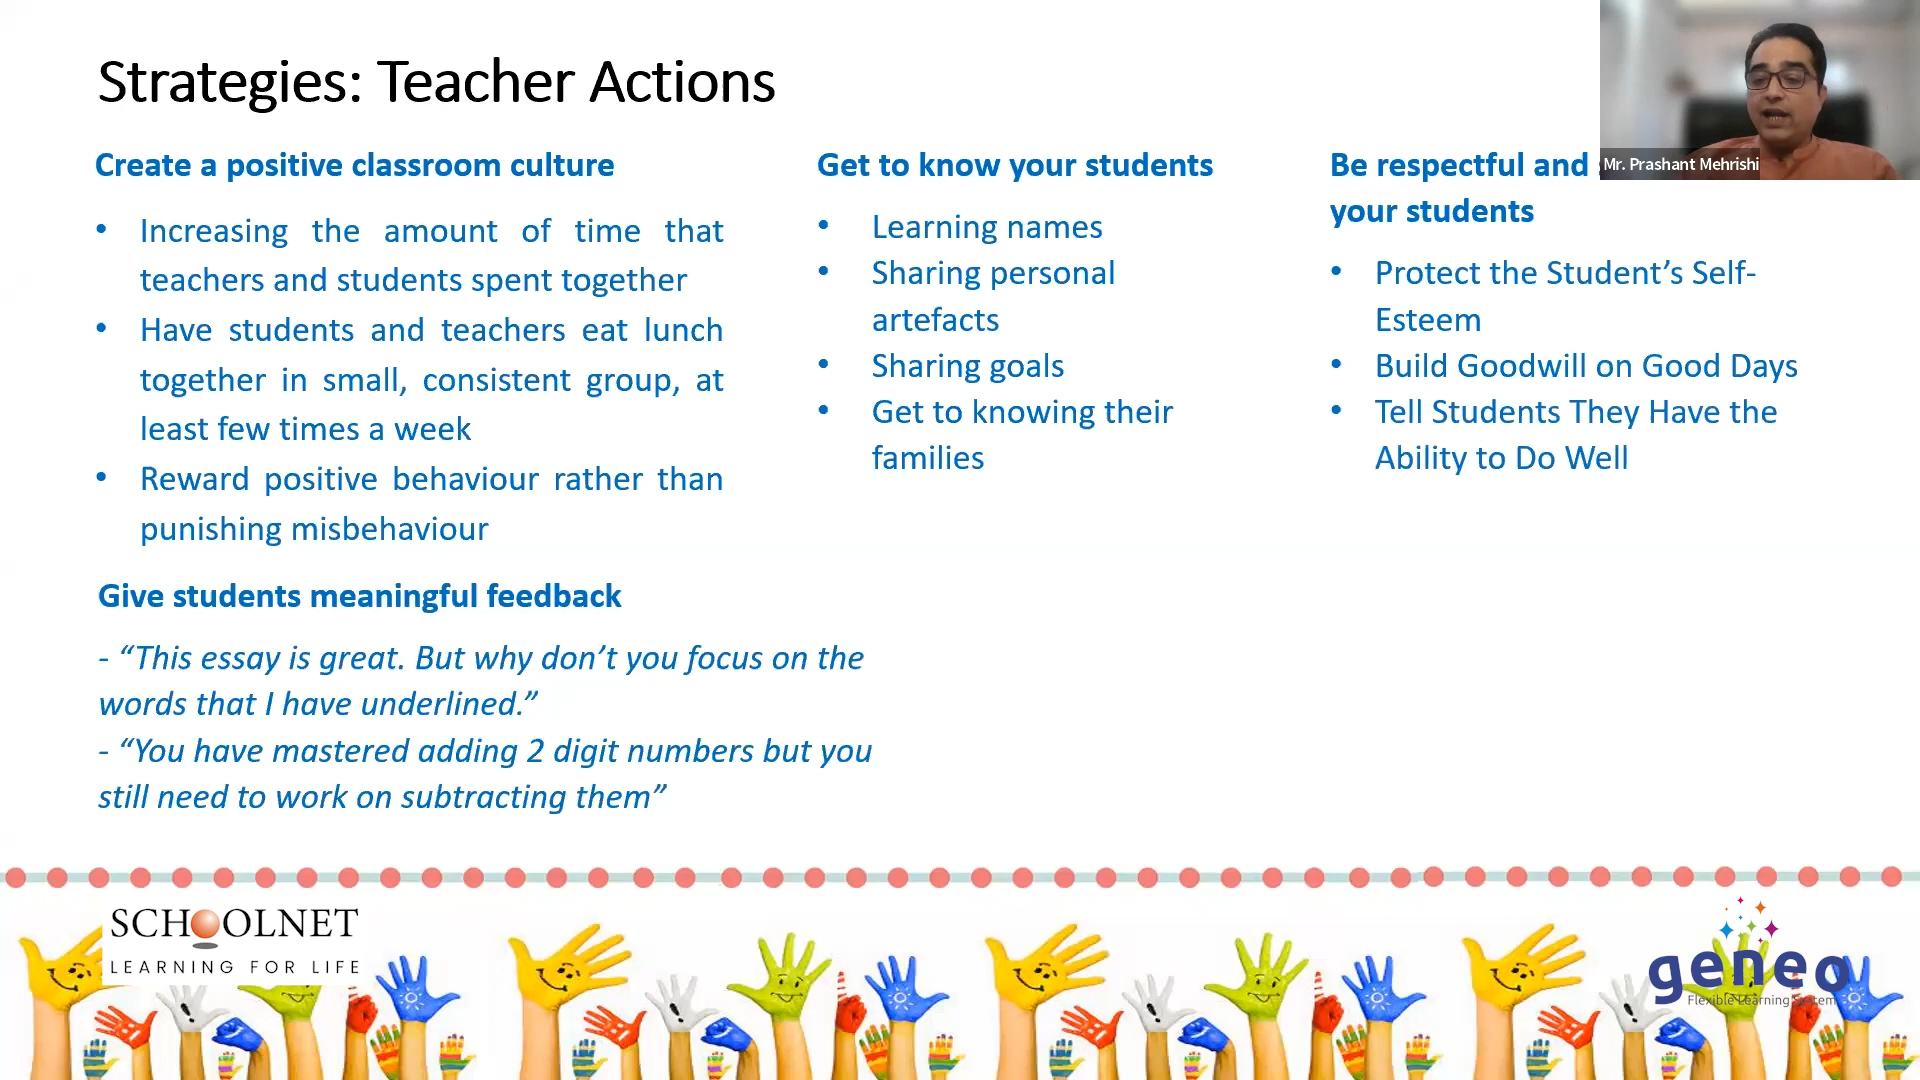 Strategies: Teacher Actions
Create a positive classroom culture
• Increasing the amount of time that
teachers and students spent together
• Have students and teachers eat lunch
together in small, consistent group, at
least few times a week
• Reward positive behaviour rather than
punishing misbehaviour
Give students meaningful feedback
- “This essay is great. But why don’t you focus on the
words that I have underlined.”
- “You have mastered adding 2 digit numbers but you
still need to work on subtracting them”
Get to know your students
• Learning names
• Sharing personal
artefacts
• Sharing goals
• Get to knowing their
families
Be respectful and
your students
• Protect the Student’s Self-
Esteem
• Build Goodwill on Good Days
• Tell Students They Have the
Ability to Do Well
Mr. Prashant Mehrishi
SCHOOLNET
LEARNING FOR LIFE
geneo
Flexible Learning System